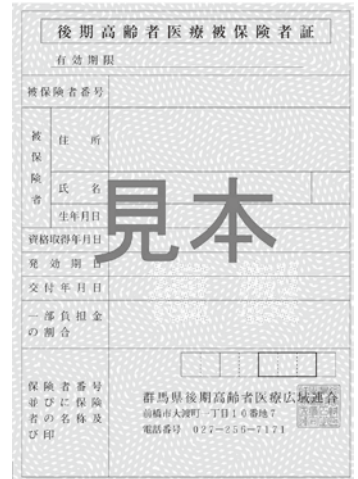 後期高齢者医療被保険者証
有効期限
被保険者番号
被保険者
住 所
見本
氏 名
生年月日
資格取得年月日
発効期日
交付年月日
一部負担金
の割合
保険者番号
並びに保険
者の名称及
び印
群馬県後期高齢者医療広域連合
前橋市大渡町一丁目10番地7
電話番号 027-256-7171